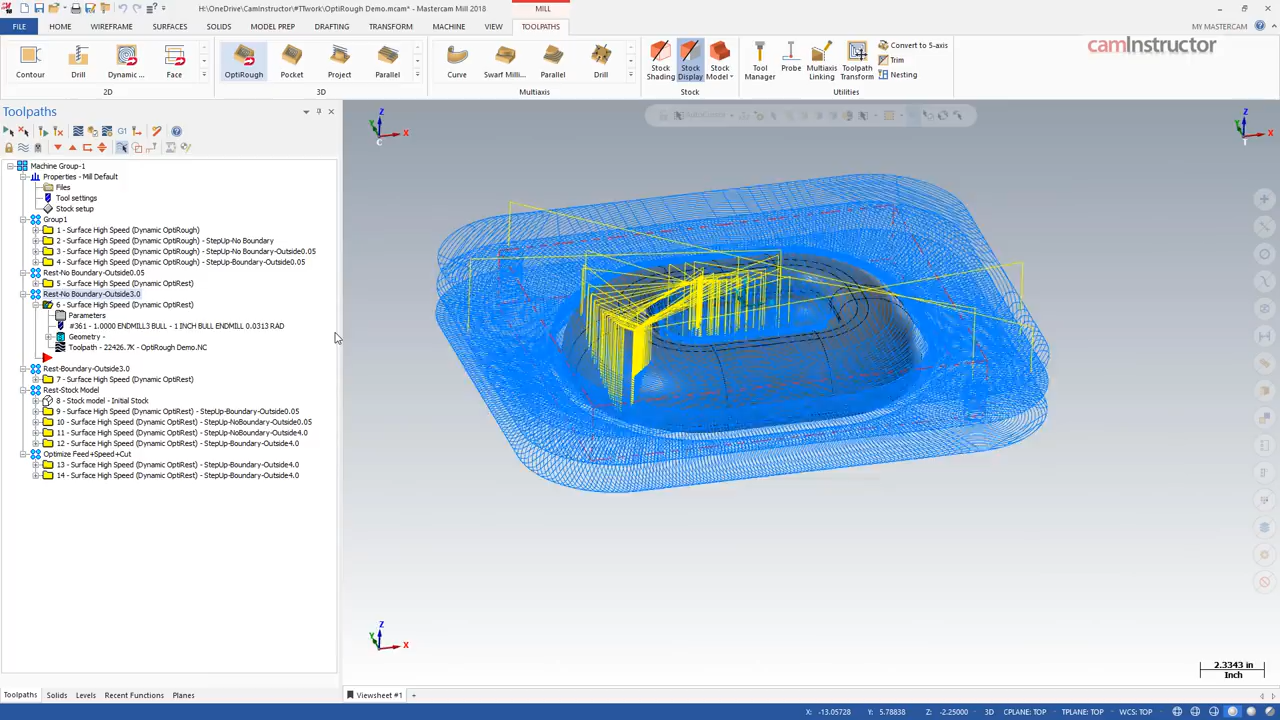 H:\OneDrive\CamInstructor\#TTwork\OptiRough Demo.mcam* - Mastercam Mill 2018
MILL
FILE HOME WIREFRAME SURFACES SOLIDS MODEL PREP DRAFTING TRANSFORM MACHINE VIEW TOOLPATHS MY MASTERCAM
Contour Drill Dynamic ... Face OptiRough Pocket Project Parallel Curve Swarf Milli... Parallel Drill Stock Shading Stock Display Stock Model Tool Manager Probe Multiaxis Linking Toolpath Transform Convert to 5-axis Trim Nesting
camInstructor
2D 3D Multiaxis Stock Utilities
Toolpaths
G1
AutoCursor
Machine Group-1
Properties - Mill Default
Files
Tool settings
Stock setup
Group1
1 - Surface High Speed (Dynamic OptiRough)
2 - Surface High Speed (Dynamic OptiRough) - StepUp-No Boundary
3 - Surface High Speed (Dynamic OptiRough) - StepUp-No Boundary-Outside0.05
4 - Surface High Speed (Dynamic OptiRough) - StepUp-Boundary-Outside0.05
Rest-No Boundary-Outside0.05
5 - Surface High Speed (Dynamic OptiRest)
Rest-No Boundary-Outside3.0
6 - Surface High Speed (Dynamic OptiRest)
Parameters
#361 - 1.0000 ENDMILL3 BULL - 1 INCH BULL ENDMILL 0.0313 RAD
Geometry -
Toolpath - 22426.7K - OptiRough Demo.NC
Rest-Boundary-Outside3.0
7 - Surface High Speed (Dynamic OptiRest)
Rest-Stock Model
8 - Stock model - Initial Stock
9 - Surface High Speed (Dynamic OptiRest) - StepUp-Boundary-Outside0.05
10 - Surface High Speed (Dynamic OptiRest) - StepUp-NoBoundary-Outside0.05
11 - Surface High Speed (Dynamic OptiRest) - StepUp-NoBoundary-Outside4.0
12 - Surface High Speed (Dynamic OptiRest) - StepUp-Boundary-Outside4.0
Optimize Feed+Speed+Cut
13 - Surface High Speed (Dynamic OptiRest) - StepUp-Boundary-Outside4.0
14 - Surface High Speed (Dynamic OptiRest) - StepUp-Boundary-Outside4.0
Z
Y X
C
Z
Y X
T
Z
Y X
2.3343 in
Inch
Toolpaths Solids Levels Recent Functions Planes
Viewsheet #1 +
X: -13.05728 Y: 5.78838 Z: -2.25000 3D CPLANE: TOP TPLANE: TOP WCS: TOP